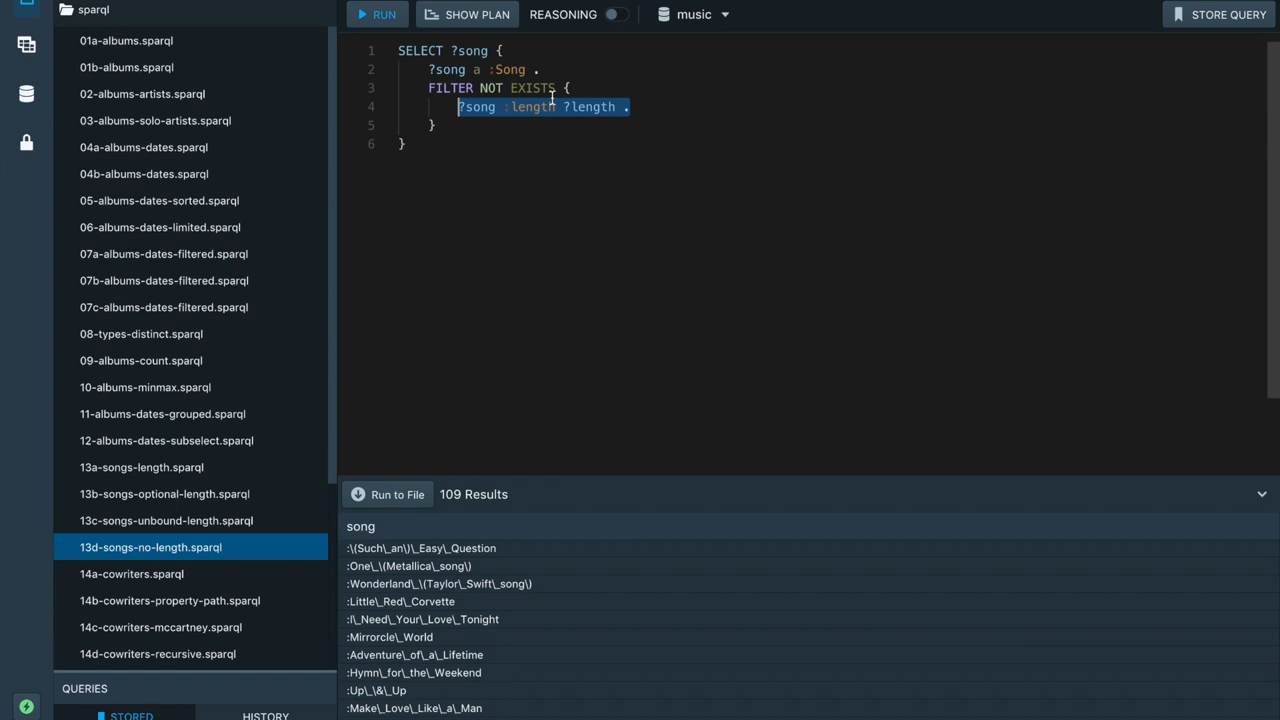 sparql
01a-albums.sparql
01b-albums.sparql
02-albums-artists.sparql
03-albums-solo-artists.sparql
04a-albums-dates.sparql
04b-albums-dates.sparql
05-albums-dates-sorted.sparql
06-albums-dates-limited.sparql
07a-albums-dates-filtered.sparql
07b-albums-dates-filtered.sparql
07c-albums-dates-filtered.sparql
08-types-distinct.sparql
09-albums-count.sparql
10-albums-minmax.sparql
11-albums-dates-grouped.sparql
12-albums-dates-subselect.sparql
13a-songs-length.sparql
13b-songs-optional-length.sparql
13c-songs-unbound-length.sparql
13d-songs-no-length.sparql
14a-cowriters.sparql
14b-cowriters-property-path.sparql
14c-cowriters-mccartney.sparql
14d-cowriters-recursive.sparql
QUERIES
STORED HISTORY
RUN SHOW PLAN REASONING music STORE QUERY
1 SELECT ?song {
2 ?song a :Song .
3 FILTER NOT EXISTS {
4 ?song :length ?length .
5 }
6 }
Run to File 109 Results
song
:\(Such\_an\)\_Easy\_Question
:One\_\(Metallica\_song\)
:Wonderland\_\(Taylor\_Swift\_song\)
:Little\_Red\_Corvette
:I\_Need\_Your\_Love\_Tonight
:Mirrorcle\_World
:Adventure\_of\_a\_Lifetime
:Hymn\_for\_the\_Weekend
:Up\_\&\_Up
:Make\_Love\_Like\_a\_Man